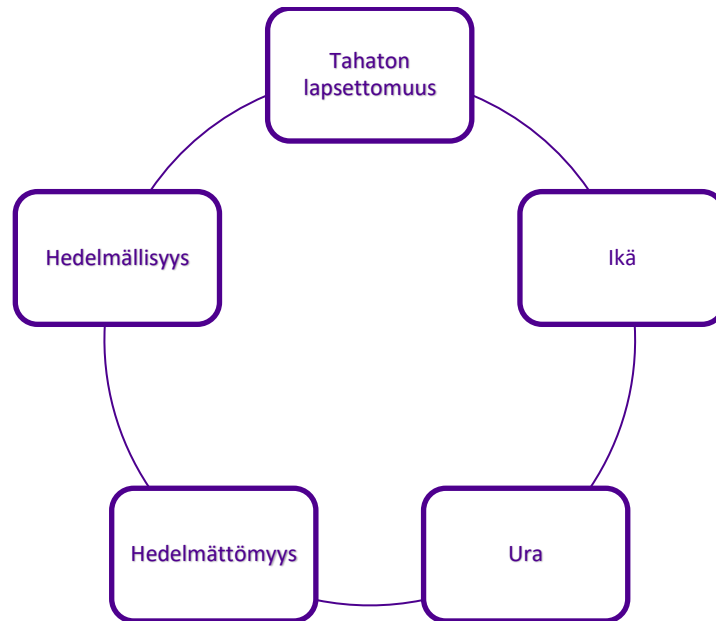 Tahaton
lapsettomuus
Hedelmällisyys
Ikä
Hedelmättömyys
Ura